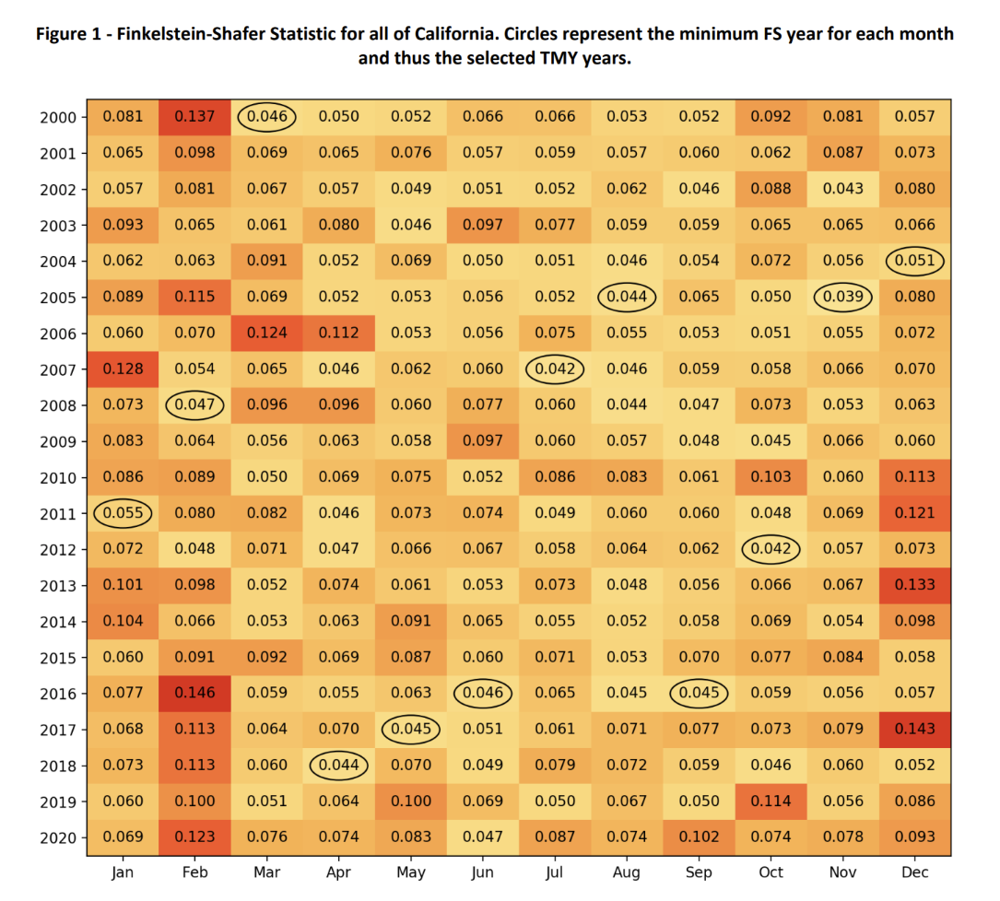 Figure 1 - Finkelstein-Shafer Statistic for all of California. Circles represent the minimum FS year for each month
and thus the selected TMY years.
2000 0.081 0.137 0.046 0.050 0.052 0.066 0.066 0.053 0.052 0.092 0.081 0.057
2001 0.065 0.098 0.069 0.065 0.076 0.057 0.059 0.057 0.060 0.062 0.087 0.073
2002 0.057 0.081 0.067 0.057 0.049 0.051 0.052 0.062 0.046 0.088 0.043 0.080
2003 0.093 0.065 0.061 0.080 0.046 0.097 0.077 0.059 0.059 0.065 0.065 0.066
2004 0.062 0.063 0.091 0.052 0.069 0.050 0.051 0.046 0.054 0.072 0.056 0.051
2005 0.089 0.115 0.069 0.052 0.053 0.056 0.052 0.044 0.065 0.050 0.039 0.080
2006 0.060 0.070 0.124 0.112 0.053 0.056 0.075 0.055 0.053 0.051 0.055 0.072
2007 0.128 0.054 0.065 0.046 0.062 0.060 0.042 0.046 0.059 0.058 0.066 0.070
2008 0.073 0.047 0.096 0.096 0.060 0.077 0.060 0.044 0.047 0.073 0.053 0.063
2009 0.083 0.064 0.056 0.063 0.058 0.097 0.060 0.057 0.048 0.045 0.066 0.060
2010 0.086 0.089 0.050 0.069 0.075 0.052 0.086 0.083 0.061 0.103 0.060 0.113
2011 0.055 0.080 0.082 0.046 0.073 0.074 0.049 0.060 0.060 0.048 0.069 0.121
2012 0.072 0.048 0.071 0.047 0.066 0.067 0.058 0.064 0.062 0.042 0.057 0.073
2013 0.101 0.098 0.052 0.074 0.061 0.053 0.073 0.048 0.056 0.066 0.067 0.133
2014 0.104 0.066 0.053 0.063 0.091 0.065 0.055 0.052 0.058 0.069 0.054 0.098
2015 0.060 0.091 0.092 0.069 0.087 0.060 0.071 0.053 0.070 0.077 0.084 0.058
2016 0.077 0.146 0.059 0.055 0.063 0.046 0.065 0.045 0.045 0.059 0.056 0.057
2017 0.068 0.113 0.064 0.070 0.045 0.051 0.061 0.071 0.077 0.073 0.079 0.143
2018 0.073 0.113 0.060 0.044 0.070 0.049 0.079 0.072 0.059 0.046 0.060 0.052
2019 0.060 0.100 0.051 0.064 0.100 0.069 0.050 0.067 0.050 0.114 0.056 0.086
2020 0.069 0.123 0.076 0.074 0.083 0.047 0.087 0.074 0.102 0.074 0.078 0.093
Jan Feb Mar Apr May Jun Jul Aug Sep Oct Nov Dec